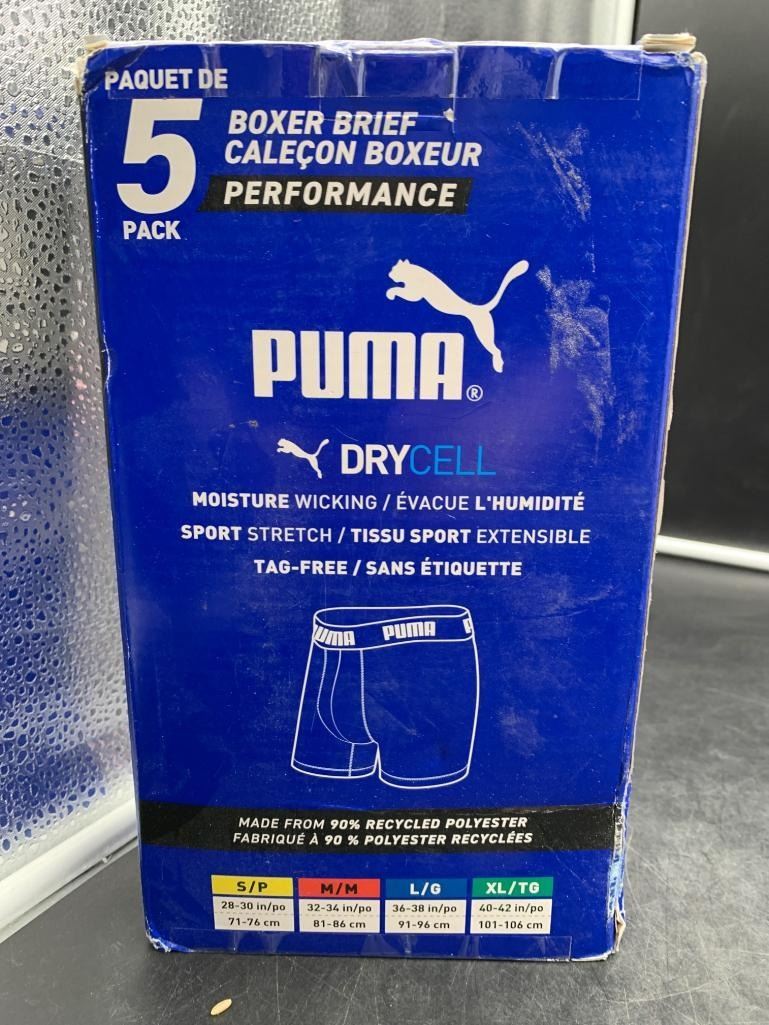 PAQUET DE
5
PACK
BOXER BRIEF
CALEÇON BOXEUR
PERFORMANCE
PUMA®
DRYCELL
MOISTURE WICKING / ÉVACUE L'HUMIDITÉ
SPORT STRETCH / TISSU SPORT EXTENSIBLE
TAG-FREE / SANS ÉTIQUETTE
PUMA PUMA P
MADE FROM 90% RECYCLED POLYESTER
FABRIQUÉ À 90 % POLYESTER RECYCLÉES
S/P M/M L/G XL/TG
28-30 in/po 32-34 in/po 36-38 in/po 40-42 in/po
71-76 cm 81-86 cm 91-96 cm 101-106 cm